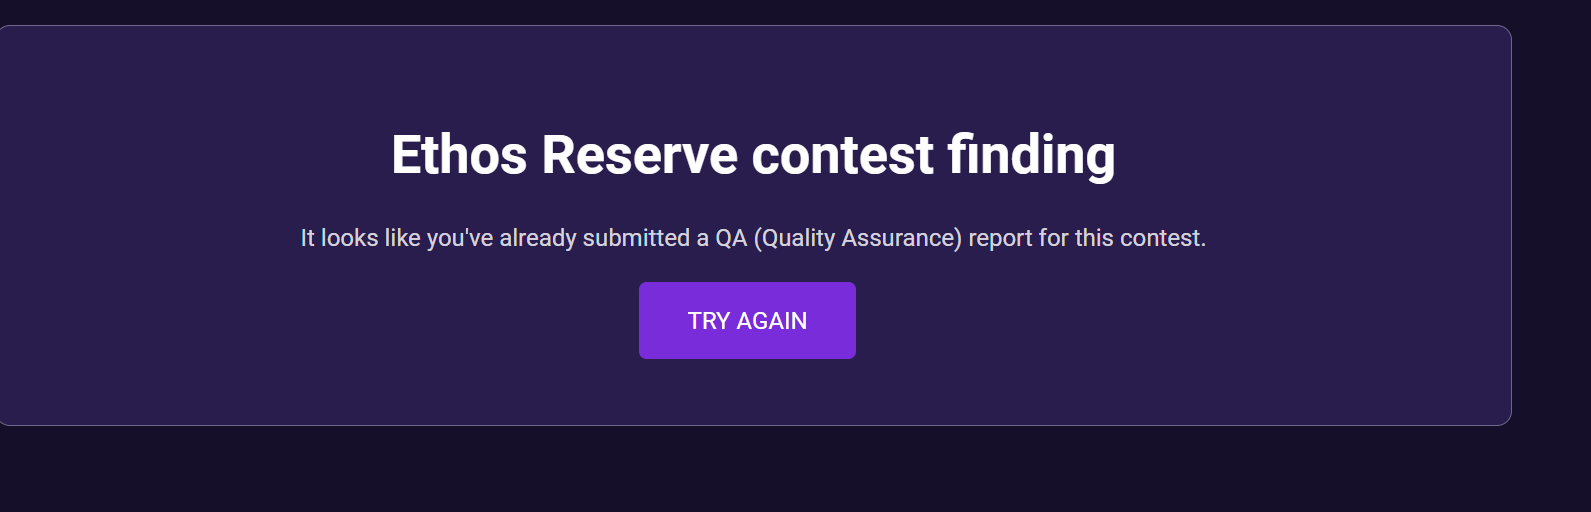 Ethos Reserve contest finding
It looks like you've already submitted a QA (Quality Assurance) report for this contest.
TRY AGAIN